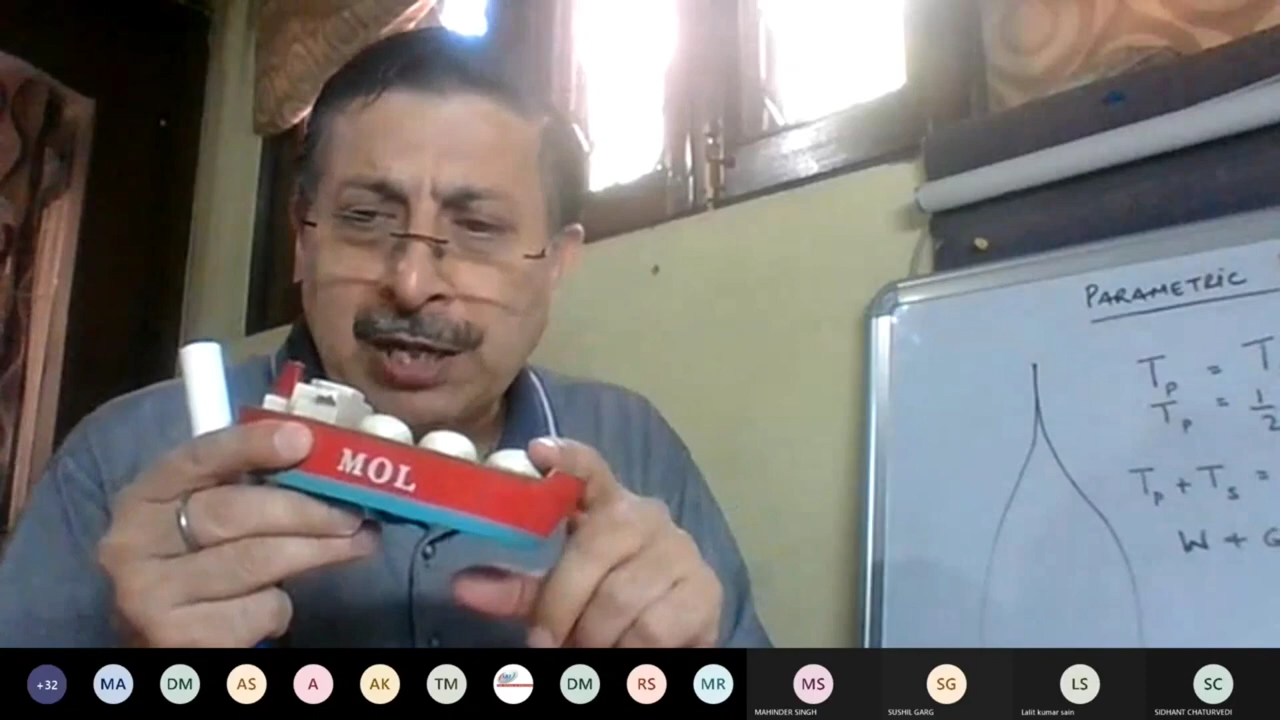 MOL
PARAMETRIC
Tp = T
Tp = 1/2
Tp + Ts =
W + G
+32
MA
DM
AS
A
AK
TM
DM
RS
MR
MS
SG
LS
SC
MAHINDER SINGH
SUSHIL GARG
Lalit kumar sain
SIDHANT CHATURVEDI